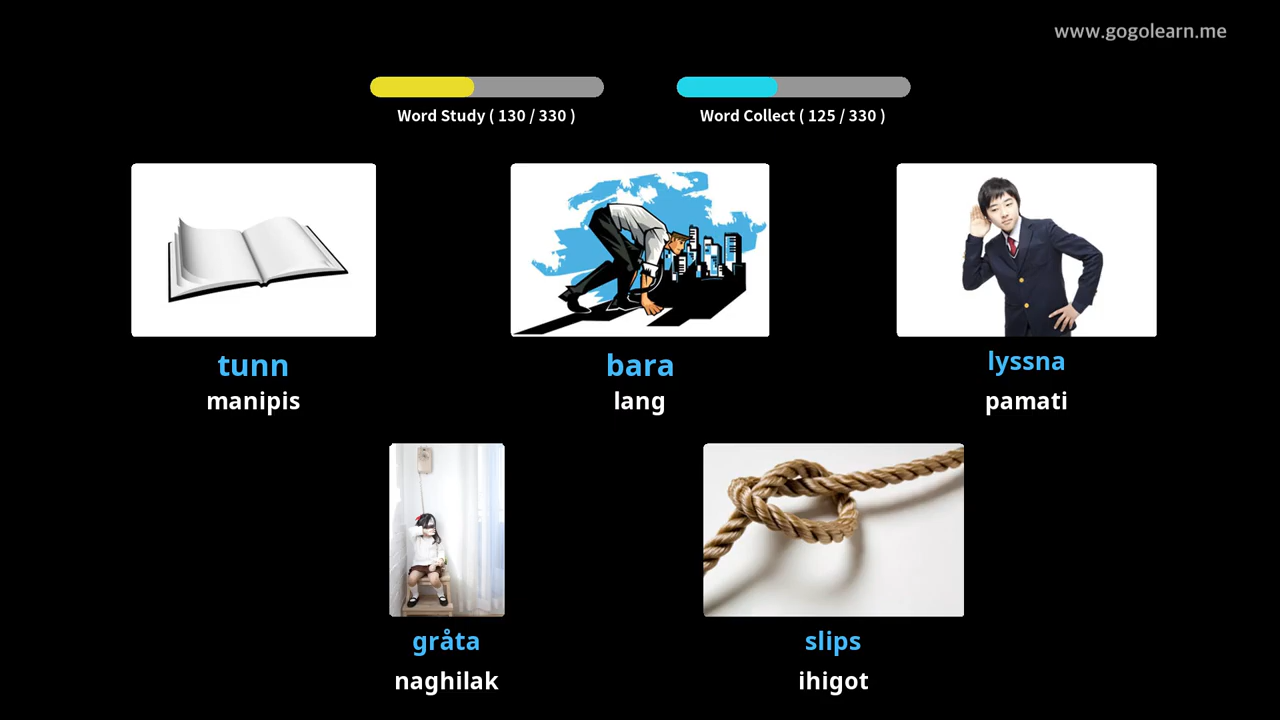 www.gogolearn.me
Word Study ( 130 / 330 )
Word Collect ( 125 / 330 )
tunn
manipis
bara
lang
lyssna
pamati
gråta
naghilak
slips
ihigot